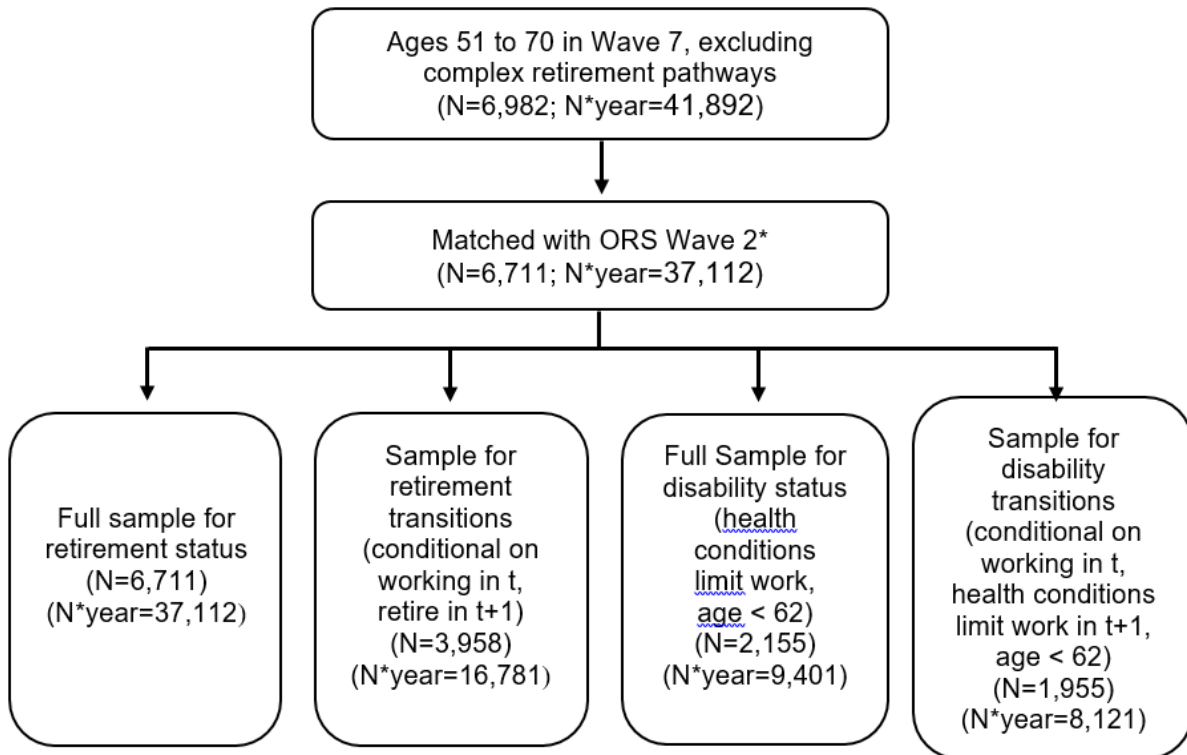 Ages 51 to 70 in Wave 7, excluding
complex retirement pathways
(N=6,982; N*year=41,892)
Matched with ORS Wave 2*
(N=6,711; N*year=37,112)
Full sample for
retirement status
(N=6,711)
(N*year=37,112)
Sample for
retirement
transitions
(conditional on
working in t,
retire in t+1)
(N=3,958)
(N*year=16,781)
Full Sample for
disability status
(health
conditions
limit work,
age < 62)
(N=2,155)
(N*year=9,401)
Sample for
disability
transitions
(conditional on
working in t,
health conditions
limit work in t+1,
age < 62)
(N=1,955)
(N*year=8,121)